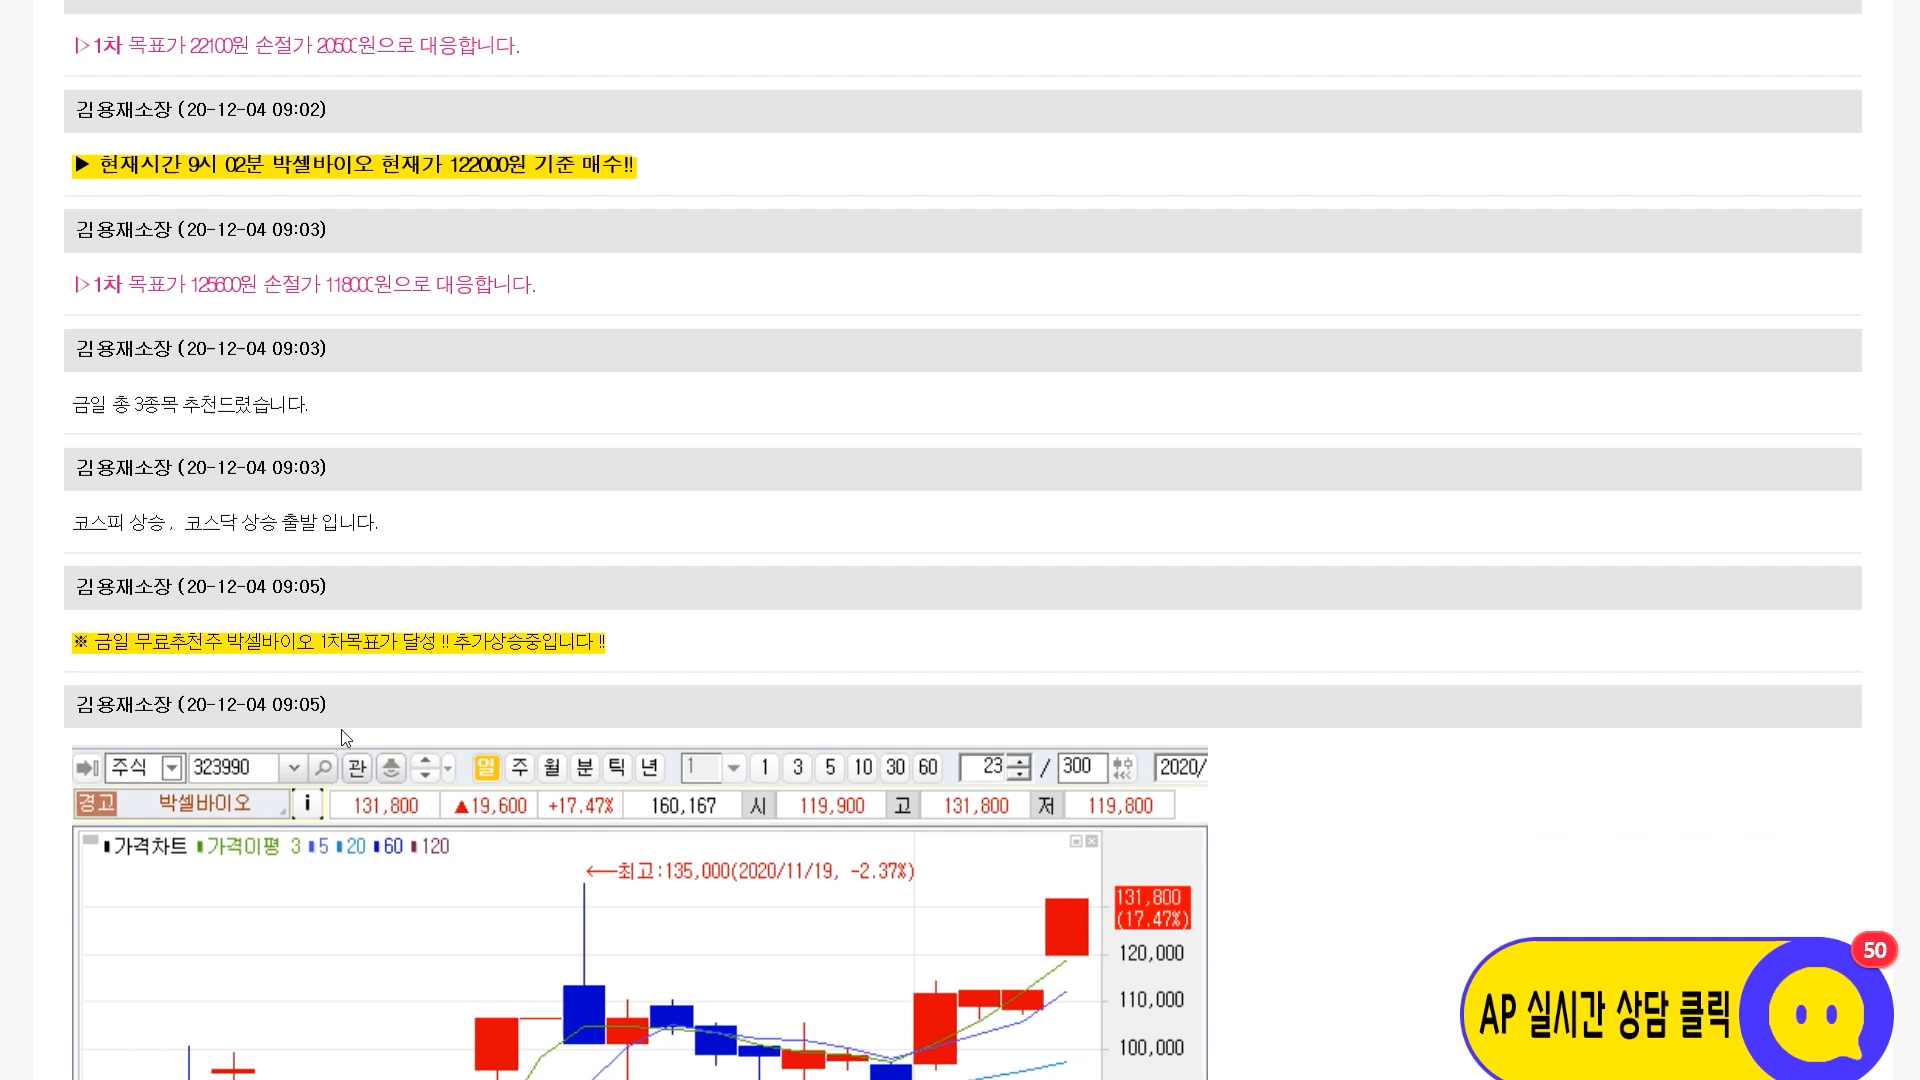 ▷1차 목표가 22100원 손절가 20500원으로 대응합니다.
김용재소장 (20-12-04 09:02)
▶ 현재시간 9시 02분 박셀바이오 현재가 122000원 기준 매수!!
김용재소장 (20-12-04 09:03)
▷1차 목표가 125600원 손절가 118000원으로 대응합니다.
김용재소장 (20-12-04 09:03)
금일 총 3종목 추천드렸습니다.
김용재소장 (20-12-04 09:03)
코스피 상승, 코스닥 상승 출발 입니다.
김용재소장 (20-12-04 09:05)
※ 금일 무료추천주 박셀바이오 1차목표가 달성 !! 추가상승중입니다 !!
김용재소장 (20-12-04 09:05)
주식 323990 관 일 주 월 분 틱 년 1 1 3 5 10 30 60 23 / 300 2020/
경고 박셀바이오 i 131,800 ▲19,600 +17.47% 160,167 시 119,900 고 131,800 저 119,800
가격차트 가격이평 3 5 20 60 120
←최고:135,000(2020/11/19, -2.37%)
131,800
(17.47%)
120,000
110,000
100,000
50
AP 실시간 상담 클릭